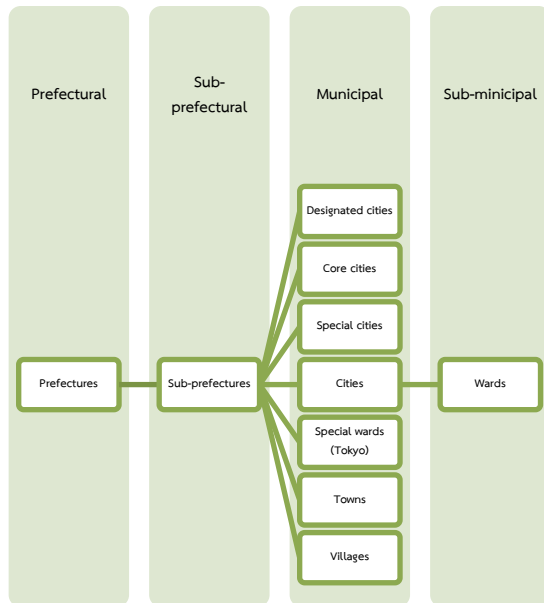 Prefectural
Sub-
prefectural
Municipal
Sub-minicipal
Designated cities
Core cities
Special cities
Prefectures
Sub-prefectures
Cities
Wards
Special wards
(Tokyo)
Towns
Villages